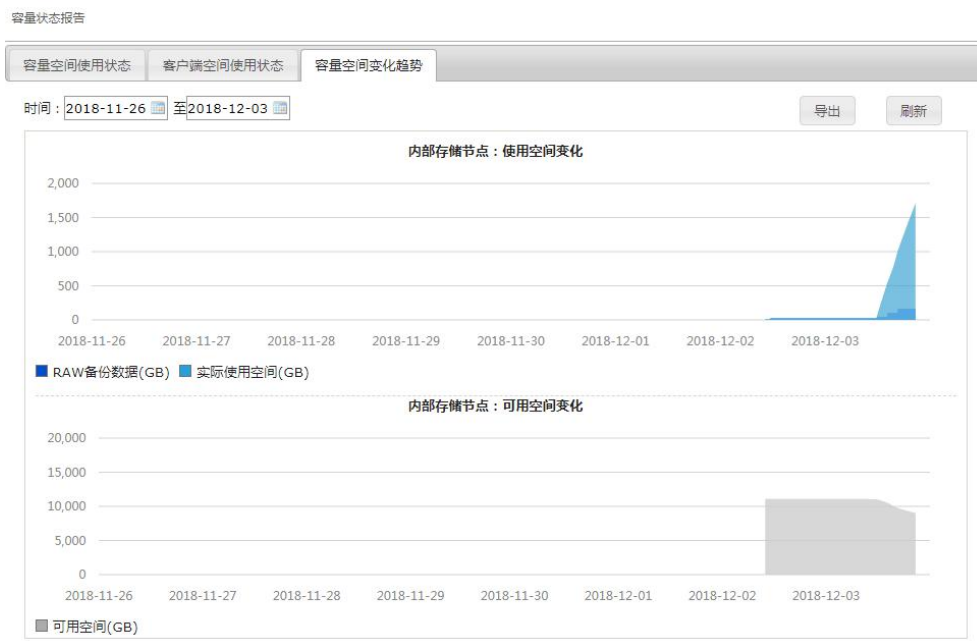 容量状态报告
容量空间使用状态 客户端空间使用状态 容量空间变化趋势
时间：2018-11-26 至2018-12-03 导出 刷新
内部存储节点：使用空间变化
2,000
1,500
1,000
500
0
2018-11-26 2018-11-27 2018-11-28 2018-11-29 2018-11-30 2018-12-01 2018-12-02 2018-12-03
RAW备份数据(GB) 实际使用空间(GB)
内部存储节点：可用空间变化
20,000
15,000
10,000
5,000
0
2018-11-26 2018-11-27 2018-11-28 2018-11-29 2018-11-30 2018-12-01 2018-12-02 2018-12-03
可用空间(GB)